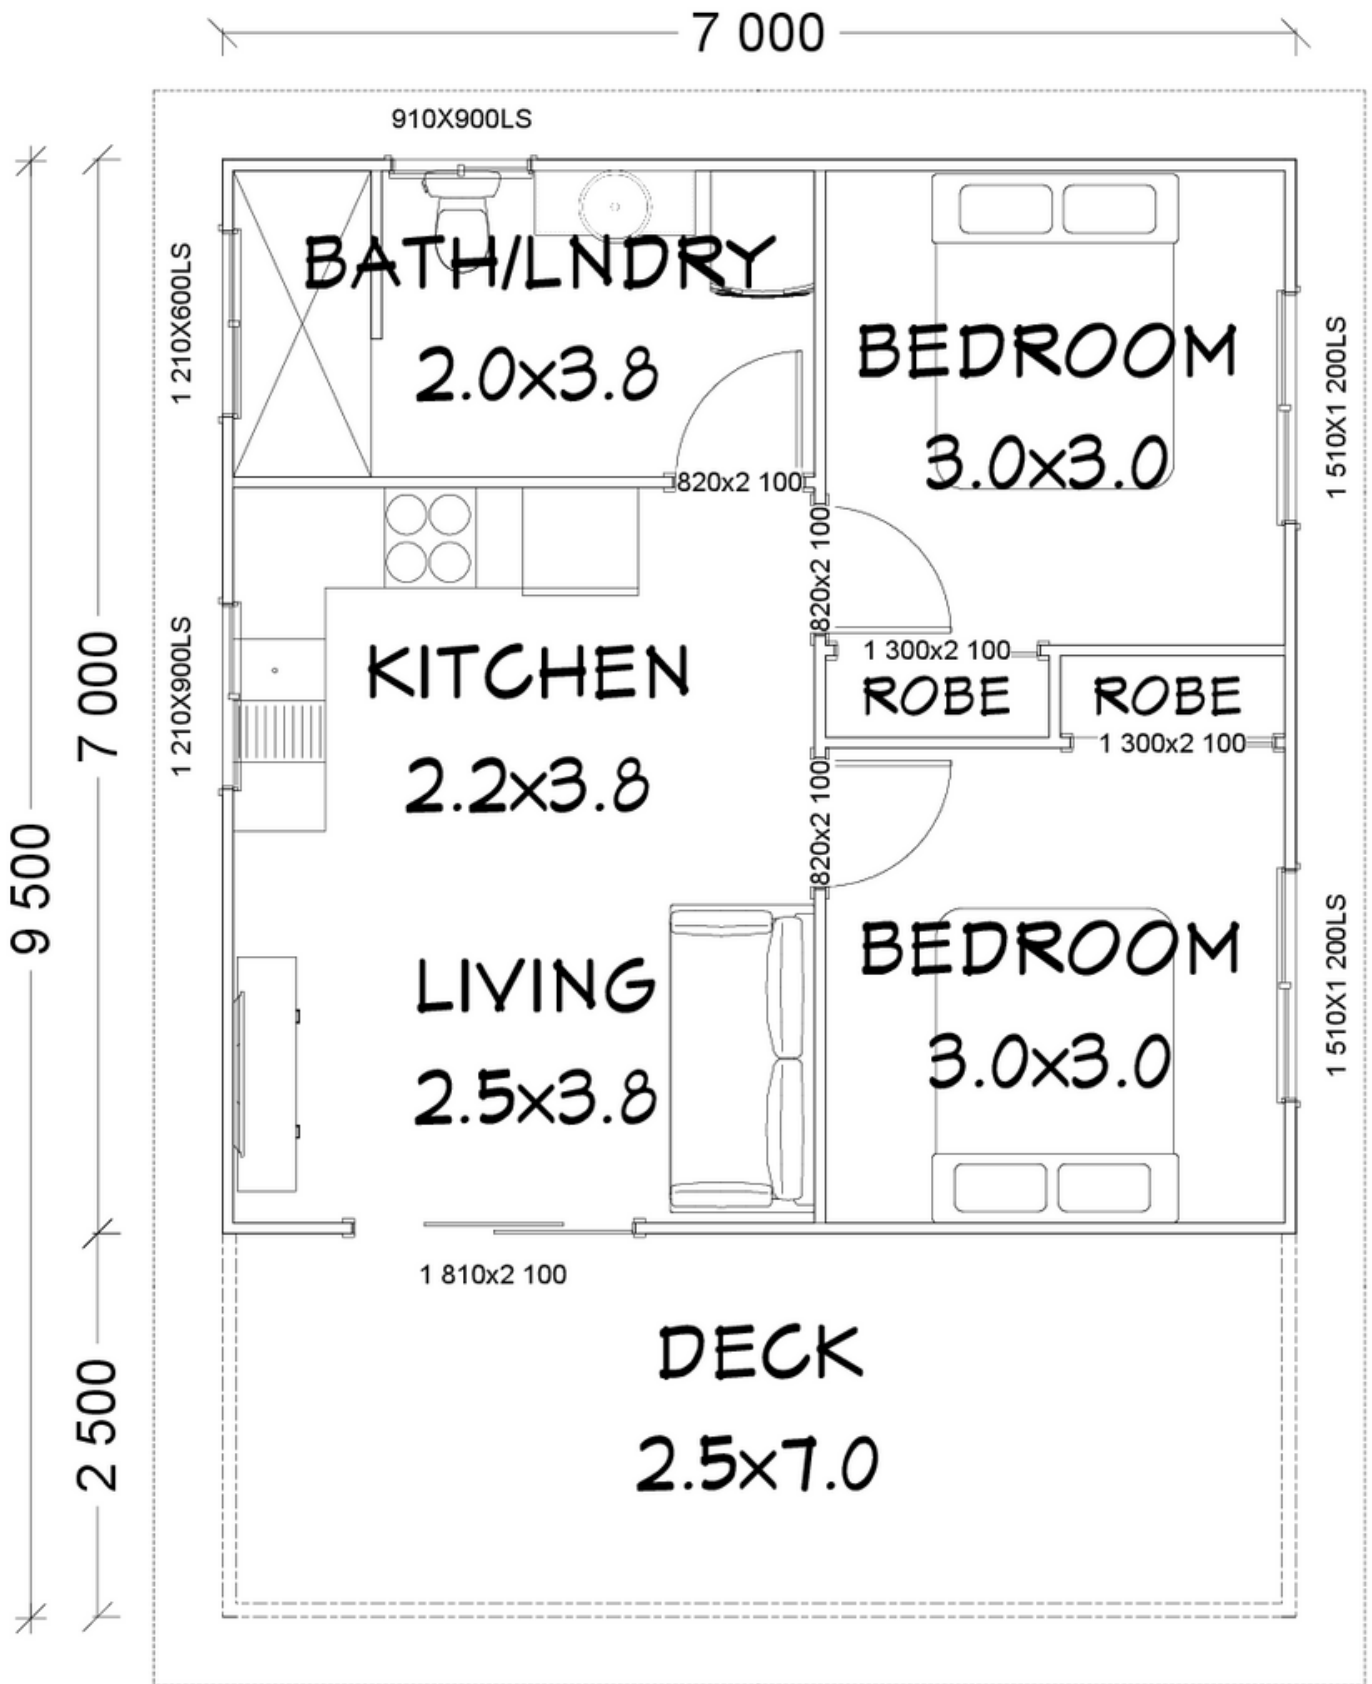 7 000
910X900LS
1 210X600LS
BATH/LNDRY
2.0x3.8
BEDROOM
3.0x3.0
1 510X1 200LS
820x2 100
820x2 100
9 500
7 000
1 210X900LS
KITCHEN
2.2x3.8
1 300x2 100
ROBE
ROBE
1 300x2 100
820x2 100
LIVING
2.5x3.8
BEDROOM
3.0x3.0
1 510X1 200LS
1 810x2 100
2 500
DECK
2.5x7.0